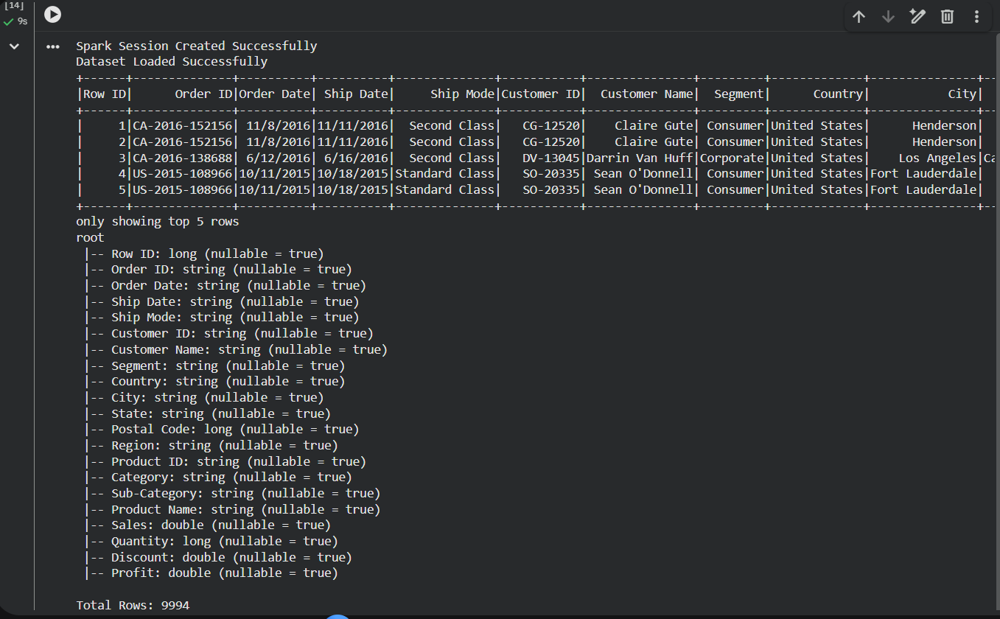 [14]
9s
Spark Session Created Successfully
Dataset Loaded Successfully
+------+--------------+----------+----------+--------------+-----------+---------------+---------+-------------+---------------+--
|Row ID|      Order ID|Order Date| Ship Date|     Ship Mode|Customer ID|  Customer Name|  Segment|      Country|           City|
+------+--------------+----------+----------+--------------+-----------+---------------+---------+-------------+---------------+--
|     1|CA-2016-152156| 11/8/2016|11/11/2016|  Second Class|   CG-12520|    Claire Gute| Consumer|United States|      Henderson|
|     2|CA-2016-152156| 11/8/2016|11/11/2016|  Second Class|   CG-12520|    Claire Gute| Consumer|United States|      Henderson|
|     3|CA-2016-138688| 6/12/2016| 6/16/2016|  Second Class|   DV-13045|Darrin Van Huff|Corporate|United States|    Los Angeles|Ca
|     4|US-2015-108966|10/11/2015|10/18/2015|Standard Class|   SO-20335| Sean O'Donnell| Consumer|United States|Fort Lauderdale|
|     5|US-2015-108966|10/11/2015|10/18/2015|Standard Class|   SO-20335| Sean O'Donnell| Consumer|United States|Fort Lauderdale|
+------+--------------+----------+----------+--------------+-----------+---------------+---------+-------------+---------------+--
only showing top 5 rows
root
 |-- Row ID: long (nullable = true)
 |-- Order ID: string (nullable = true)
 |-- Order Date: string (nullable = true)
 |-- Ship Date: string (nullable = true)
 |-- Ship Mode: string (nullable = true)
 |-- Customer ID: string (nullable = true)
 |-- Customer Name: string (nullable = true)
 |-- Segment: string (nullable = true)
 |-- Country: string (nullable = true)
 |-- City: string (nullable = true)
 |-- State: string (nullable = true)
 |-- Postal Code: long (nullable = true)
 |-- Region: string (nullable = true)
 |-- Product ID: string (nullable = true)
 |-- Category: string (nullable = true)
 |-- Sub-Category: string (nullable = true)
 |-- Product Name: string (nullable = true)
 |-- Sales: double (nullable = true)
 |-- Quantity: long (nullable = true)
 |-- Discount: double (nullable = true)
 |-- Profit: double (nullable = true)
Total Rows: 9994